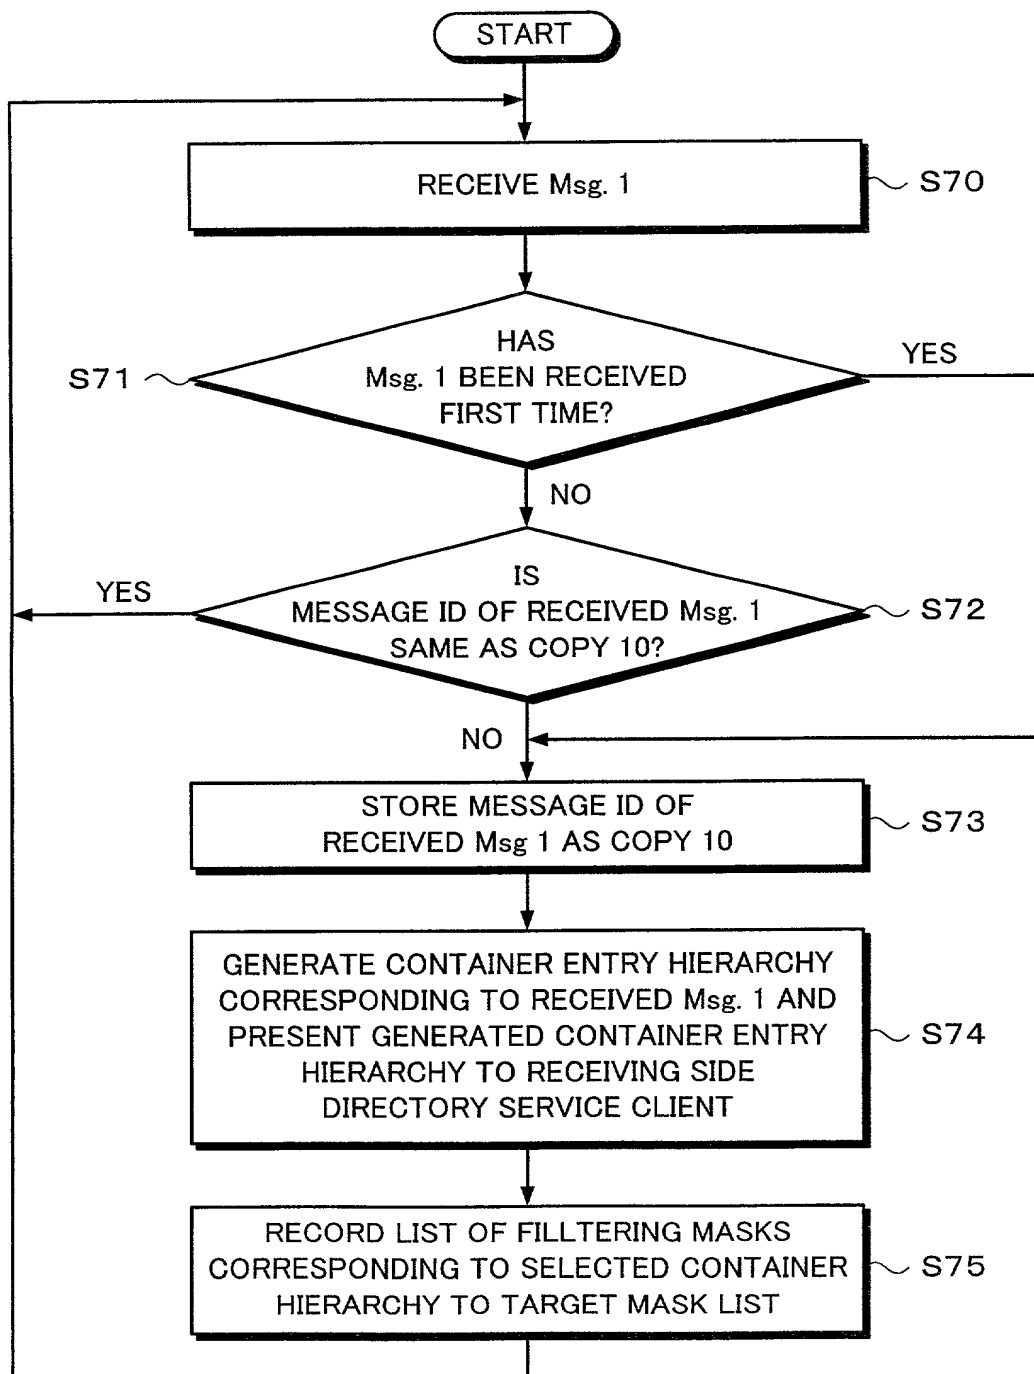 START
RECEIVE Msg. 1
S70
HAS
Msg. 1 BEEN RECEIVED
FIRST TIME?
S71
YES
NO
IS
MESSAGE ID OF RECEIVED Msg. 1
SAME AS COPY 10?
YES
S72
NO
STORE MESSAGE ID OF
RECEIVED Msg 1 AS COPY 10
S73
GENERATE CONTAINER ENTRY HIERARCHY
CORRESPONDING TO RECEIVED Msg. 1 AND
PRESENT GENERATED CONTAINER ENTRY
HIERARCHY TO RECEIVING SIDE
DIRECTORY SERVICE CLIENT
S74
RECORD LIST OF FILLTERING MASKS
CORRESPONDING TO SELECTED CONTAINER
HIERARCHY TO TARGET MASK LIST
S75